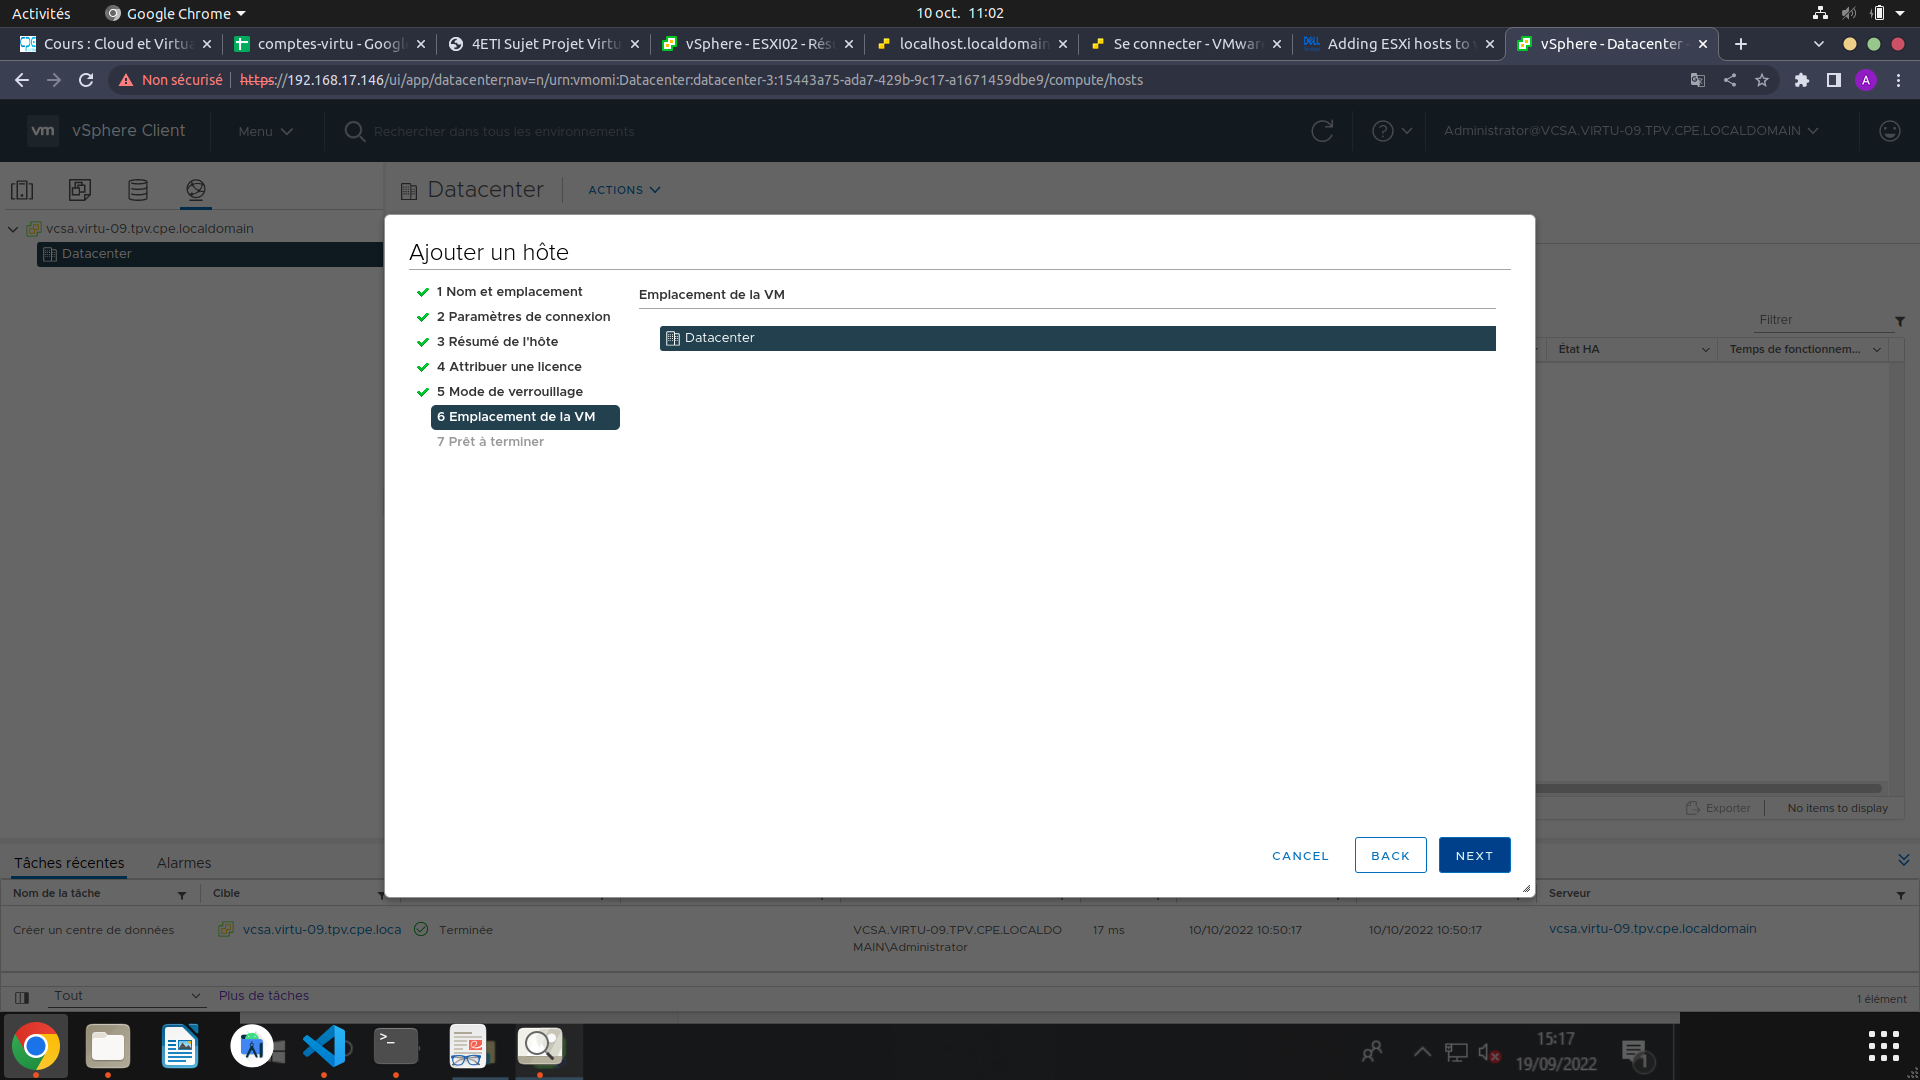 Activités
Google Chrome
10 oct. 11:02
Cours : Cloud et Virtua
comptes-virtu - Googl
4ETI Sujet Projet Virtu
vSphere - ESXI02 - Rés
localhost.localdomain
Se connecter - VMwar
DELL
Adding ESXi hosts to v
vSphere - Datacenter -
Non sécurisé
https://192.168.17.146/ui/app/datacenter;nav=n/urn:vmomi:Datacenter:datacenter-3:15443a75-ada7-429b-9c17-a1671459dbe9/compute/hosts
A
vm
vSphere Client
Menu
Rechercher dans tous les environnements
Administrator@VCSA.VIRTU-09.TPV.CPE.LOCALDOMAIN
Datacenter
ACTIONS
vcsa.virtu-09.tpv.cpe.localdomain
Datacenter
Ajouter un hôte
1 Nom et emplacement
2 Paramètres de connexion
3 Résumé de l'hôte
4 Attribuer une licence
5 Mode de verrouillage
6 Emplacement de la VM
7 Prêt à terminer
Emplacement de la VM
Datacenter
Filtrer
État HA
Temps de fonctionnem...
Exporter
No items to display
CANCEL
BACK
NEXT
Tâches récentes
Alarmes
Nom de la tâche
Cible
Serveur
Créer un centre de données
vcsa.virtu-09.tpv.cpe.loca
Terminée
VCSA.VIRTU-09.TPV.CPE.LOCALDO
MAIN\Administrator
17 ms
10/10/2022 10:50:17
10/10/2022 10:50:17
vcsa.virtu-09.tpv.cpe.localdomain
Tout
Plus de tâches
1 élément
15:17
19/09/2022
1